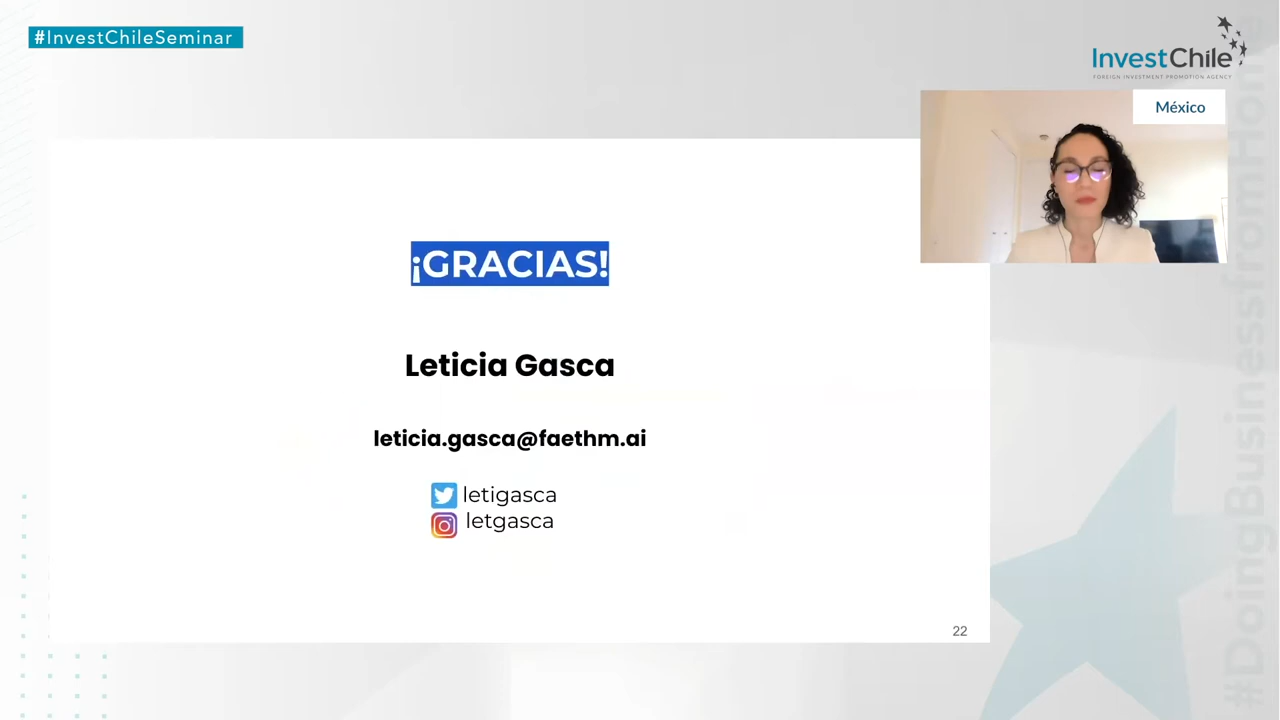 #InvestChileSeminar
InvestChile
FOREIGN INVESTMENT PROMOTION AGENCY
México
¡GRACIAS!
Leticia Gasca
leticia.gasca@faethm.ai
letigasca
letgasca
22
#DoingBusinessfromHome